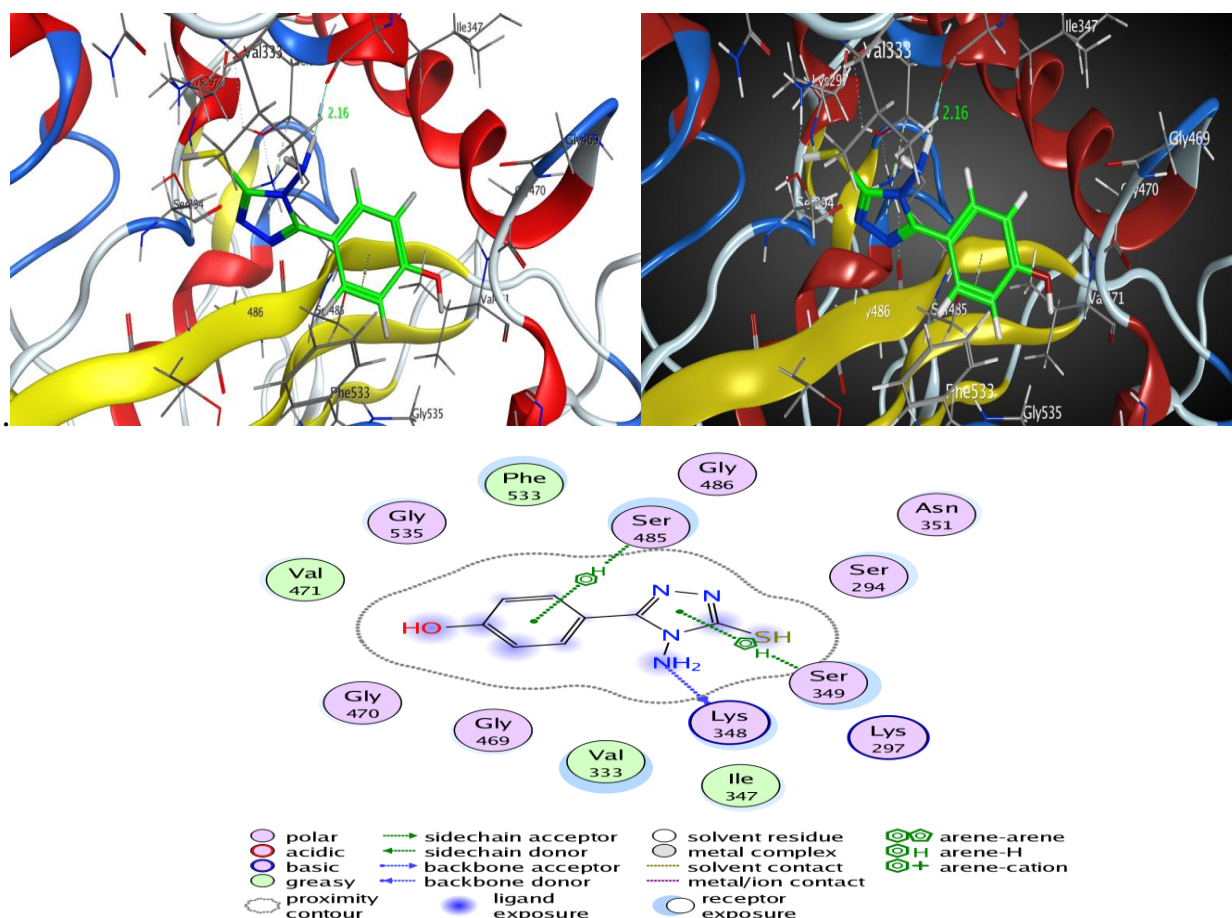 Ile347
Val333
Lys297
2.16
Gly469
Gly470
Ser294
486
Ser485
Phe533
Gly535
Ile347
Val333
Lys297
2.16
Gly469
Gly470
y486
Phe533
Gly535
.
Phe
533
Gly
486
Gly
535
Ser
485
Asn
351
Val
471
Ser
294
H
N N
HO
N
SH
NH₂
H
Ser
349
Gly
470
Gly
469
Lys
348
Lys
297
Val
333
Ile
347
polar sidechain acceptor solvent residue arene-arene
acidic sidechain donor metal complex H arene-H
basic backbone acceptor solvent contact + arene-cation
greasy backbone donor metal/ion contact
proximity ligand receptor
contour exposure exposure